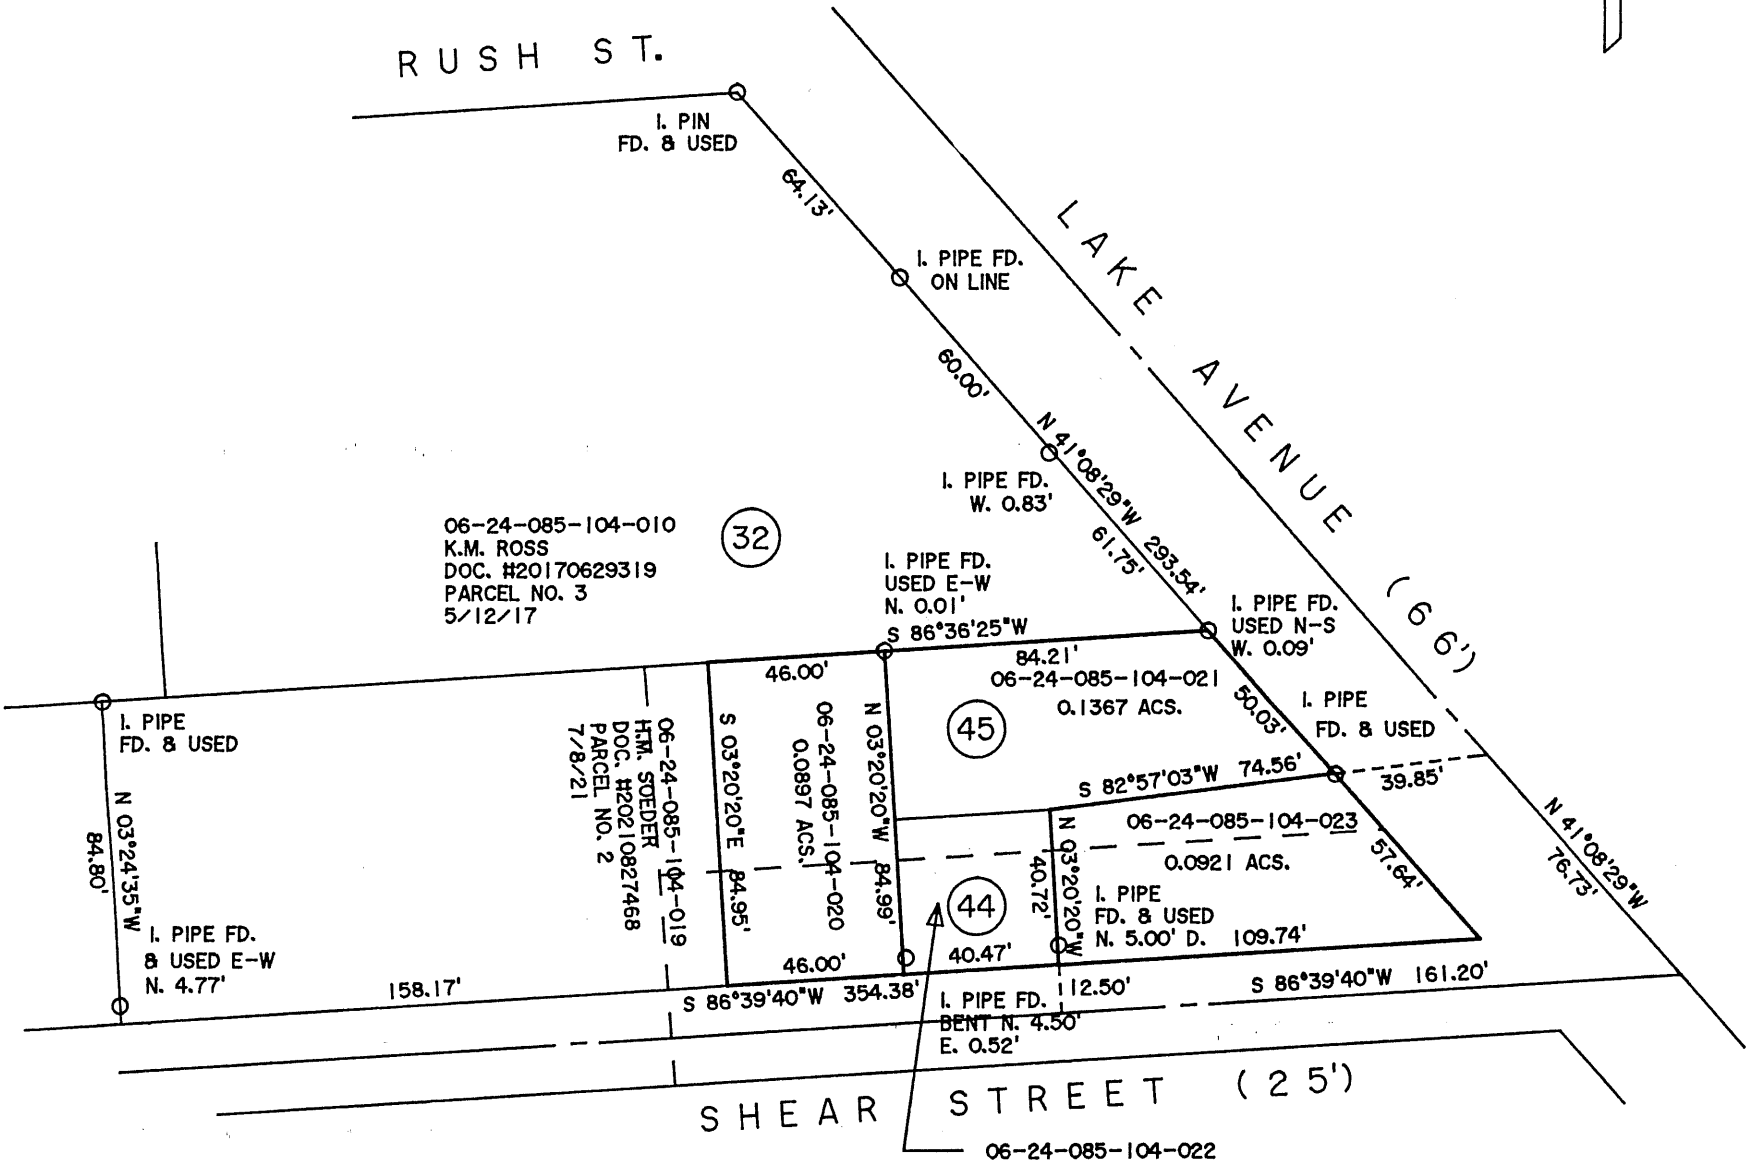 RUSH ST.
I. PIN
FD. & USED
64.13'
I. PIPE FD.
ON LINE
LAKE AVENUE (66')
60.00'
N 41°08'29"W 293.54'
I. PIPE FD.
W. 0.83'
61.75'
06-24-085-104-010
K.M. ROSS
DOC. #20170629319
PARCEL NO. 3
5/12/17
32
I. PIPE FD.
USED E-W
N. 0.01'
S 86°36'25"W
84.21'
I. PIPE FD.
USED N-S
W. 0.09'
46.00'
06-24-085-104-021
0.1367 ACS.
45
50.03'
I. PIPE
FD. & USED
I. PIPE
FD. & USED
06-24-085-104-019
H.M. SOEDER
DOC. #20210827468
PARCEL NO. 2
7/8/21
S 03°20'20"E 84.95'
06-24-085-104-020
0.0897 ACS.
N 03°20'20"W 84.99'
S 82°57'03"W 74.56'
39.85'
N 03°24'35"W
84.80'
06-24-085-104-023
0.0921 ACS.
57.64'
N 41°08'29"W
76.73'
N 03°20'20"W
40.72'
44
I. PIPE
FD. & USED
N. 5.00' D.
109.74'
I. PIPE FD.
& USED E-W
N. 4.77'
158.17'
46.00'
40.47'
S 86°39'40"W 354.38'
12.50'
S 86°39'40"W 161.20'
I. PIPE FD.
BENT N. 4.50'
E. 0.52'
SHEAR STREET (25')
06-24-085-104-022